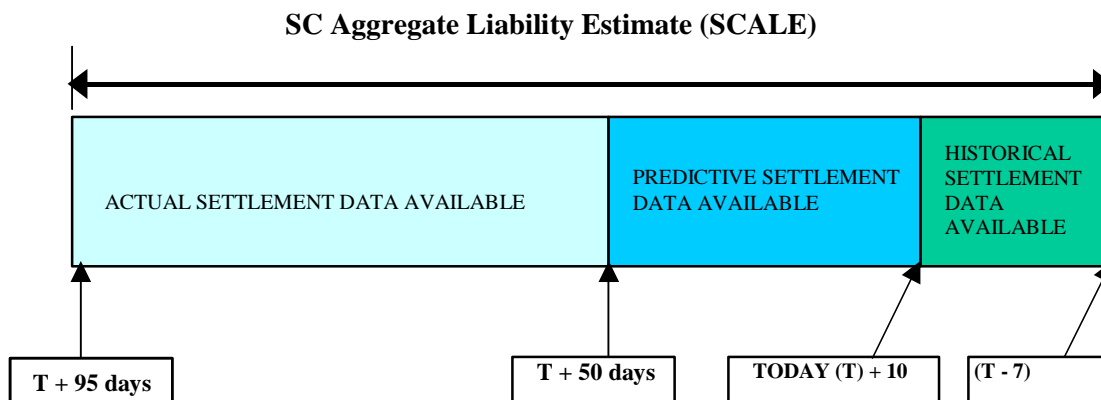 SC Aggregate Liability Estimate (SCALE)
ACTUAL SETTLEMENT DATA AVAILABLE
PREDICTIVE SETTLEMENT
DATA AVAILABLE
HISTORICAL
SETTLEMENT
DATA
AVAILABLE
T + 95 days
T + 50 days
TODAY (T) + 10
(T - 7)